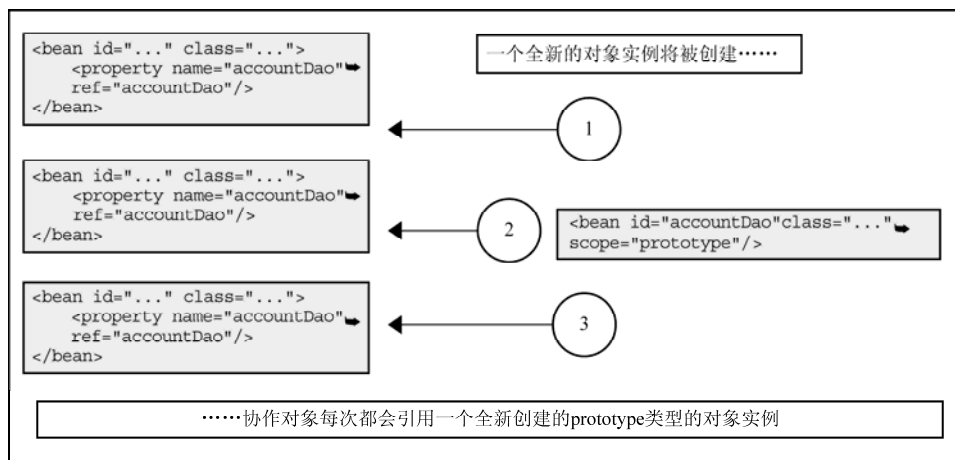 <bean id="..." class="...">
<property name="accountDao"➥
ref="accountDao"/>
</bean>
一个全新的对象实例将被创建……
1
<bean id="..." class="...">
<property name="accountDao"➥
ref="accountDao"/>
</bean>
2
<bean id="accountDao"class="..."➥
scope="prototype"/>
<bean id="..." class="...">
<property name="accountDao"➥
ref="accountDao"/>
</bean>
3
……协作对象每次都会引用一个全新创建的prototype类型的对象实例